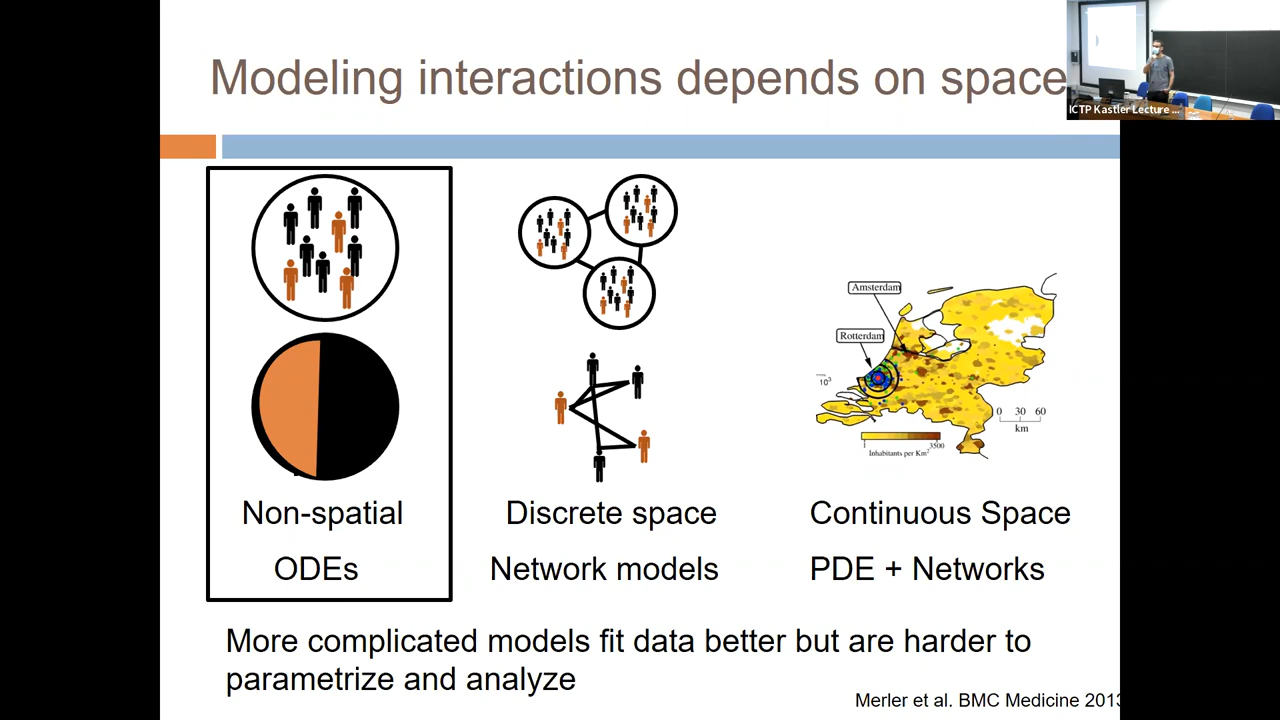 Modeling interactions depends on space
ICTP Kastler Lecture ...
Amsterdam
Rotterdam
10³
0 30 60
km
3500
Inhabitants per Km²
Non-spatial
Discrete space
Continuous Space
ODEs
Network models
PDE + Networks
More complicated models fit data better but are harder to
parametrize and analyze
Merler et al. BMC Medicine 2013